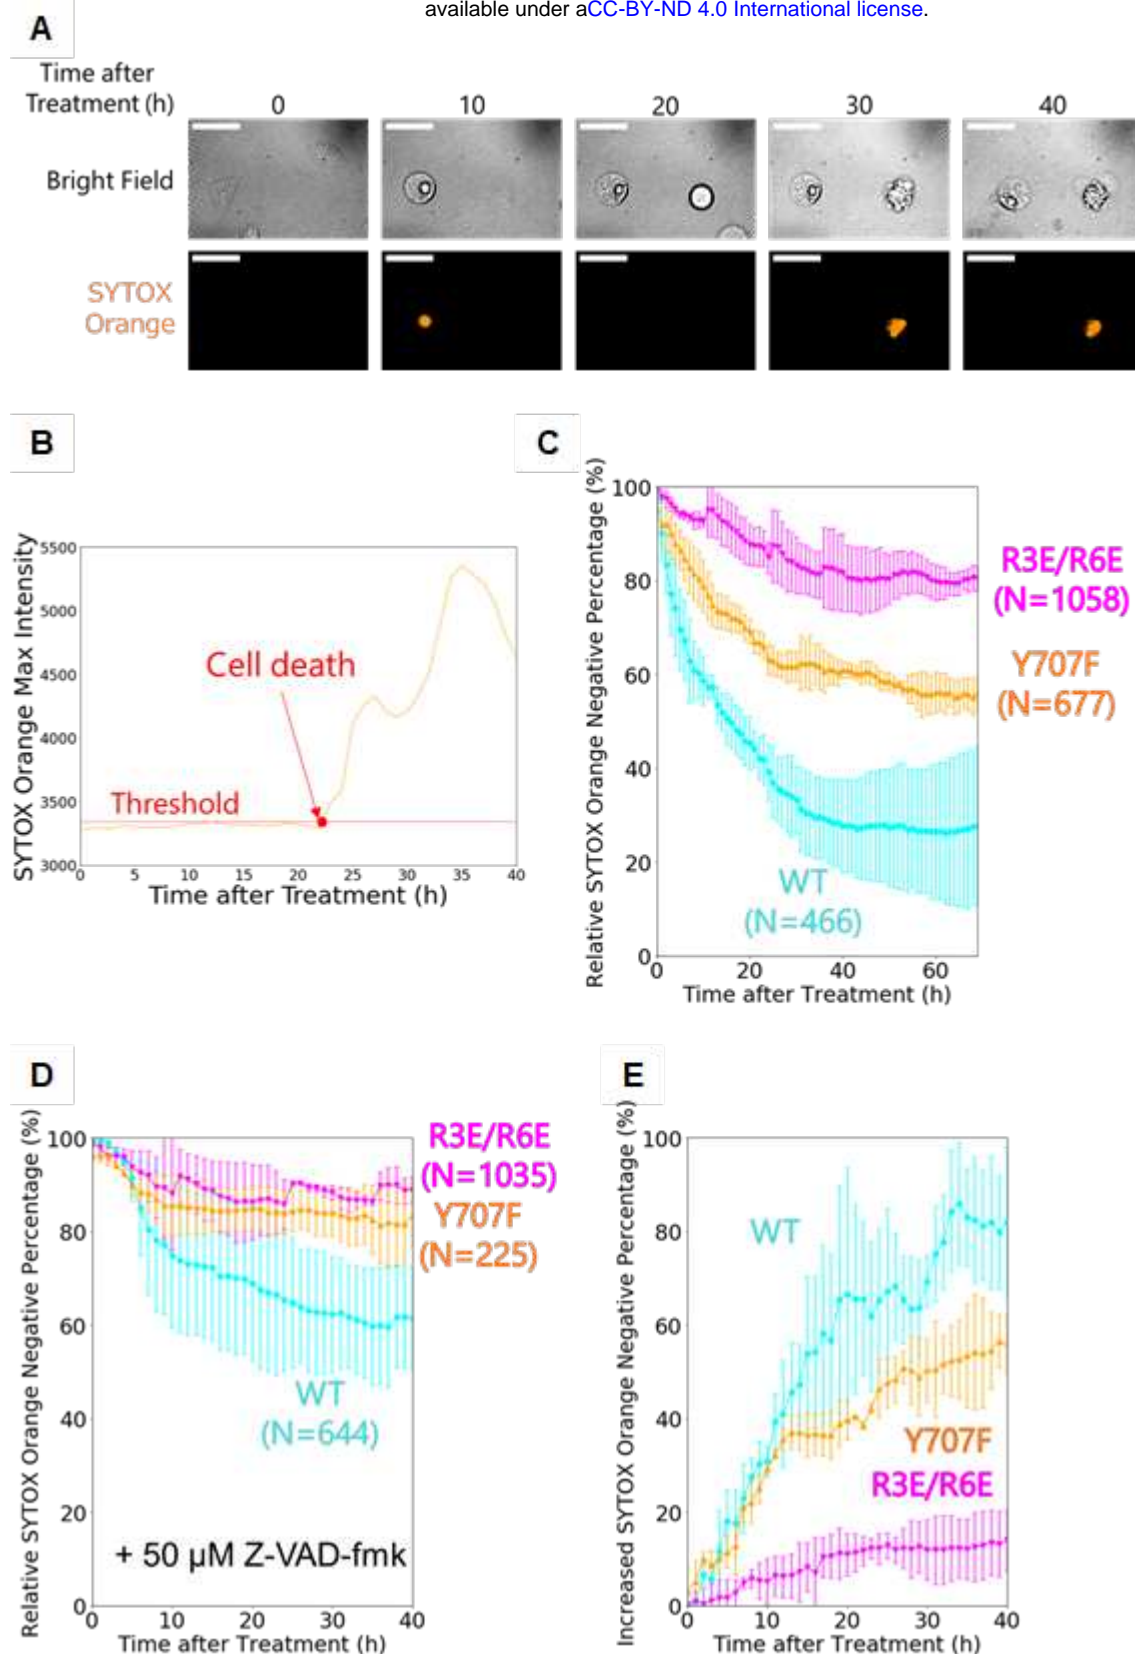 available under aCC-BY-ND 4.0 International license.
A
Time after
Treatment (h)
0
10
20
30
40
Bright Field
SYTOX
Orange
B
SYTOX Orange Max Intensity
5500
5000
4500
4000
3500
3000
Cell death
Threshold
0
5
10
15
20
25
30
35
40
Time after Treatment (h)
C
Relative SYTOX Orange Negative Percentage (%)
100
80
60
40
20
0
R3E/R6E
(N=1058)
Y707F
(N=677)
WT
(N=466)
0
20
40
60
Time after Treatment (h)
D
Relative SYTOX Orange Negative Percentage (%)
100
80
60
40
20
0
R3E/R6E
(N=1035)
Y707F
(N=225)
WT
(N=644)
+ 50 µM Z-VAD-fmk
0
10
20
30
40
Time after Treatment (h)
E
Increased SYTOX Orange Negative Percentage (%)
100
80
60
40
20
0
WT
Y707F
R3E/R6E
0
10
20
30
40
Time after Treatment (h)